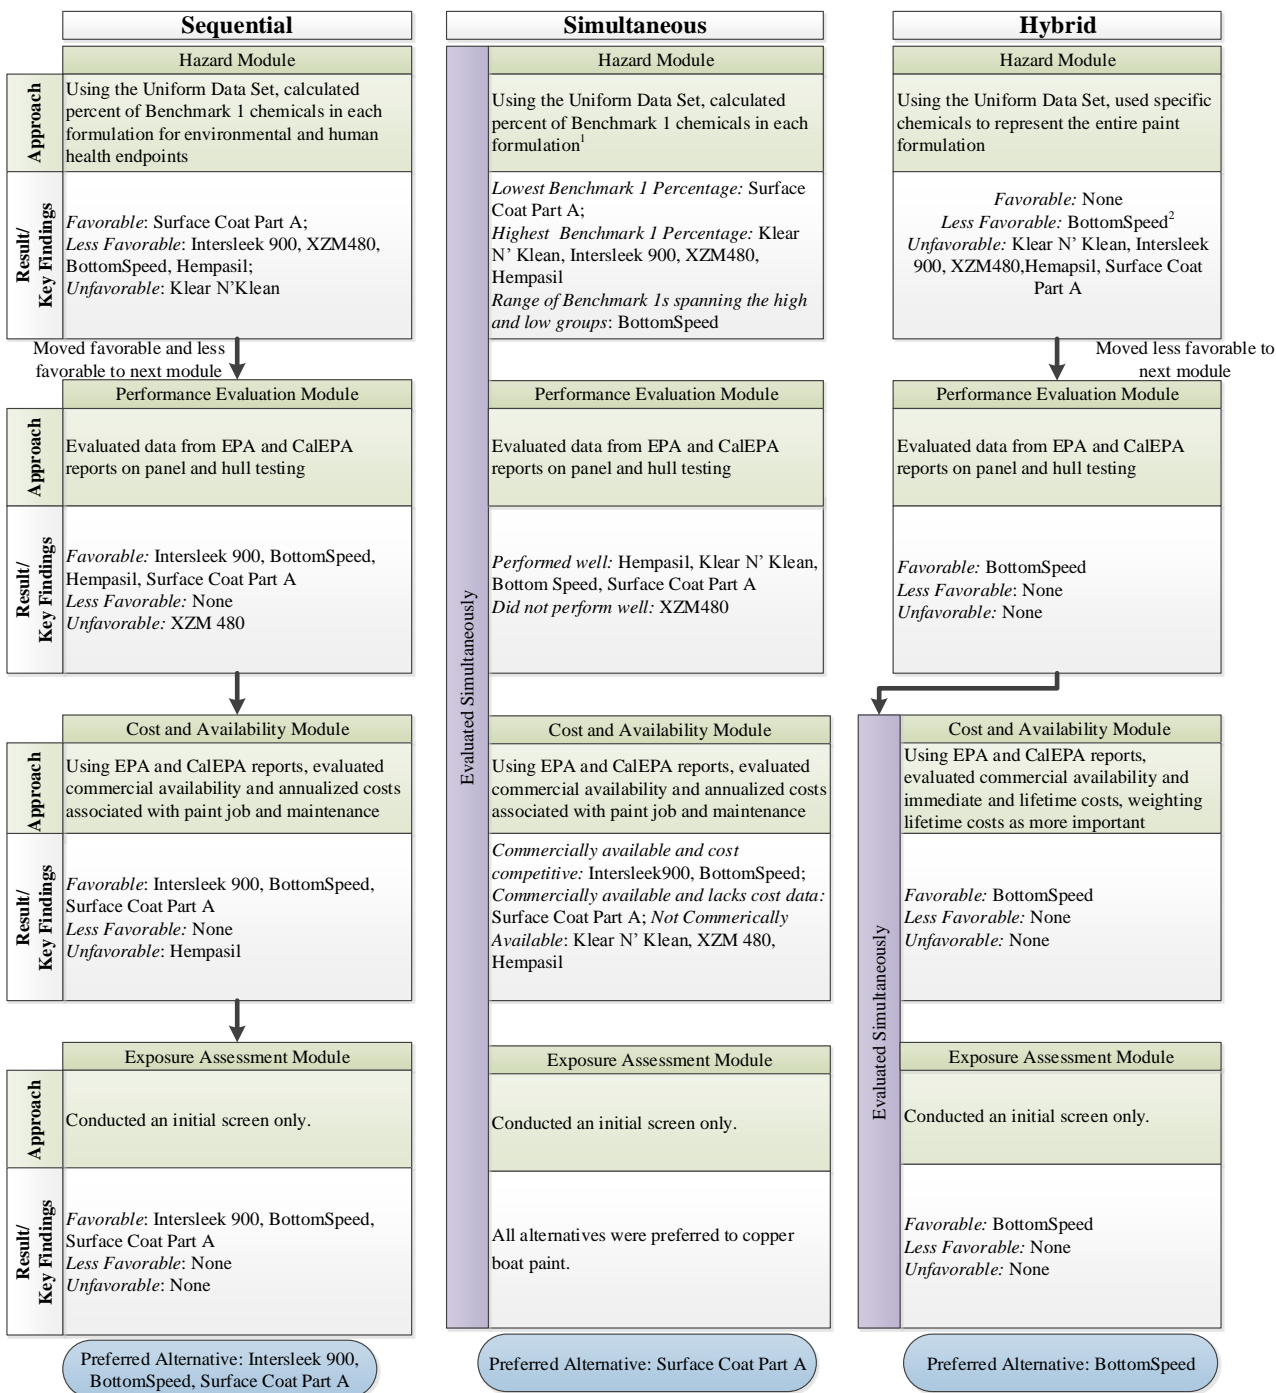 Sequential
Hazard Module
Approach
Using the Uniform Data Set, calculated
percent of Benchmark 1 chemicals in each
formulation for environmental and human
health endpoints
Result/
Key Findings
Favorable: Surface Coat Part A;
Less Favorable: Intersleek 900, XZM480,
BottomSpeed, Hempasil;
Unfavorable: Klear N'Klean
Moved favorable and less
favorable to next module
Performance Evaluation Module
Approach
Evaluated data from EPA and CalEPA
reports on panel and hull testing
Result/
Key Findings
Favorable: Intersleek 900, BottomSpeed,
Hempasil, Surface Coat Part A
Less Favorable: None
Unfavorable: XZM 480
Cost and Availability Module
Approach
Using EPA and CalEPA reports, evaluated
commercial availability and annualized costs
associated with paint job and maintenance
Result/
Key Findings
Favorable: Intersleek 900, BottomSpeed,
Surface Coat Part A
Less Favorable: None
Unfavorable: Hempasil
Exposure Assessment Module
Approach
Conducted an initial screen only.
Result/
Key Findings
Favorable: Intersleek 900, BottomSpeed,
Surface Coat Part A
Less Favorable: None
Unfavorable: None
Preferred Alternative: Intersleek 900,
BottomSpeed, Surface Coat Part A
Simultaneous
Evaluated Simultaneously
Hazard Module
Using the Uniform Data Set, calculated
percent of Benchmark 1 chemicals in each
formulation1
Lowest Benchmark 1 Percentage: Surface
Coat Part A;
Highest Benchmark 1 Percentage: Klear
N' Klean, Intersleek 900, XZM480,
Hempasil
Range of Benchmark 1s spanning the high
and low groups: BottomSpeed
Performance Evaluation Module
Evaluated data from EPA and CalEPA
reports on panel and hull testing
Performed well: Hempasil, Klear N' Klean,
Bottom Speed, Surface Coat Part A
Did not perform well: XZM480
Cost and Availability Module
Using EPA and CalEPA reports, evaluated
commercial availability and annualized costs
associated with paint job and maintenance
Commercially available and cost
competitive: Intersleek900, BottomSpeed;
Commercially available and lacks cost data:
Surface Coat Part A; Not Commerically
Available: Klear N' Klean, XZM 480,
Hempasil
Exposure Assessment Module
Conducted an initial screen only.
All alternatives were preferred to copper
boat paint.
Preferred Alternative: Surface Coat Part A
Hybrid
Hazard Module
Using the Uniform Data Set, used specific
chemicals to represent the entire paint
formulation
Favorable: None
Less Favorable: BottomSpeed2
Unfavorable: Klear N' Klean, Intersleek
900, XZM480,Hemapsil, Surface Coat
Part A
Moved less favorable to
next module
Performance Evaluation Module
Evaluated data from EPA and CalEPA
reports on panel and hull testing
Favorable: BottomSpeed
Less Favorable: None
Unfavorable: None
Evaluated Simultaneously
Cost and Availability Module
Using EPA and CalEPA reports,
evaluated commercial availability and
immediate and lifetime costs, weighting
lifetime costs as more important
Favorable: BottomSpeed
Less Favorable: None
Unfavorable: None
Exposure Assessment Module
Conducted an initial screen only.
Favorable: BottomSpeed
Less Favorable: None
Unfavorable: None
Preferred Alternative: BottomSpeed